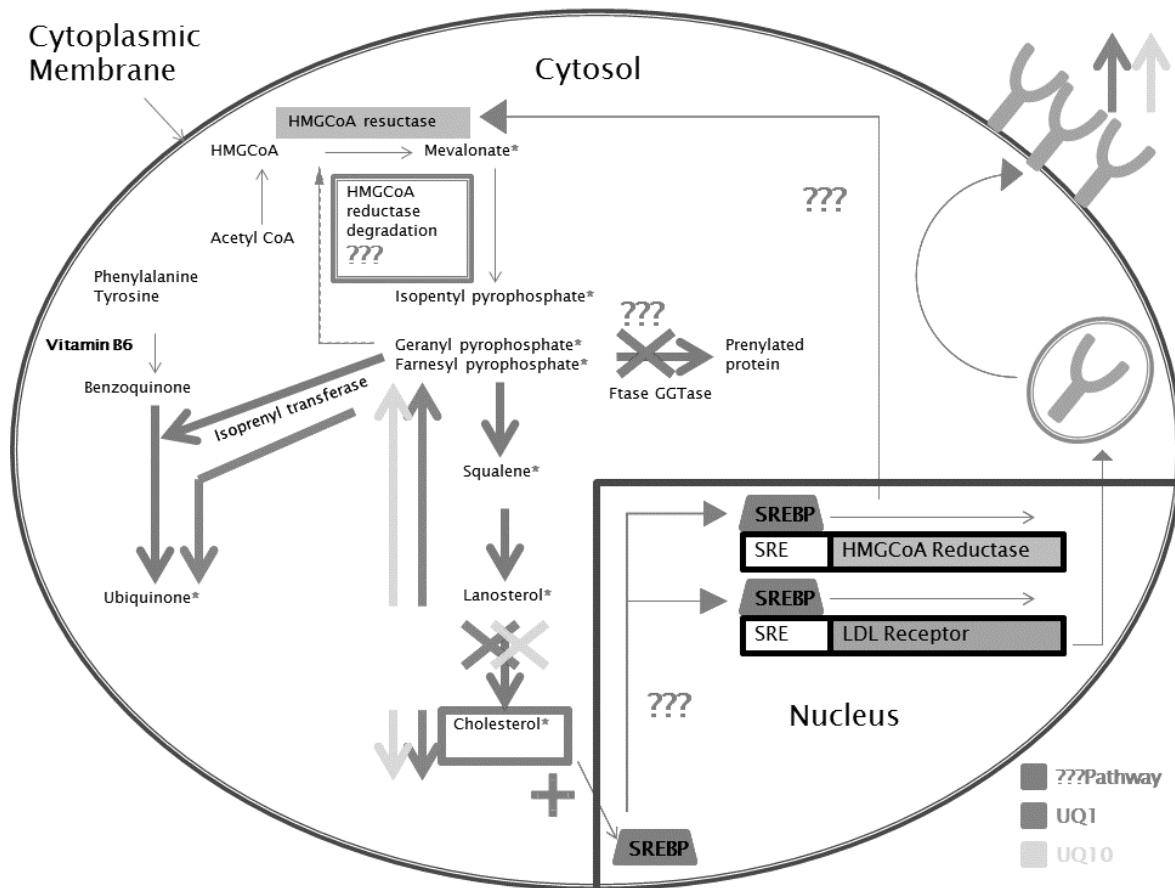 Cytoplasmic
Membrane
Cytosol
HMGCoA resuctase
HMGCoA
Mevalonate*
HMGCoA
reductase
degradation
???
???
Acetyl CoA
Phenylalanine
Tyrosine
Isopentyl pyrophosphate*
???
Vitamin B6
Geranyl pyrophosphate*
Farnesyl pyrophosphate*
Prenylated
protein
Benzoquinone
Isoprenyl transferase
Ftase GGTase
Squalene*
SREBP
SRE
HMGCoA Reductase
Ubiquinone*
Lanosterol*
SREBP
SRE
LDL Receptor
???
Nucleus
Cholesterol*
???Pathway
UQ1
UQ10
SREBP